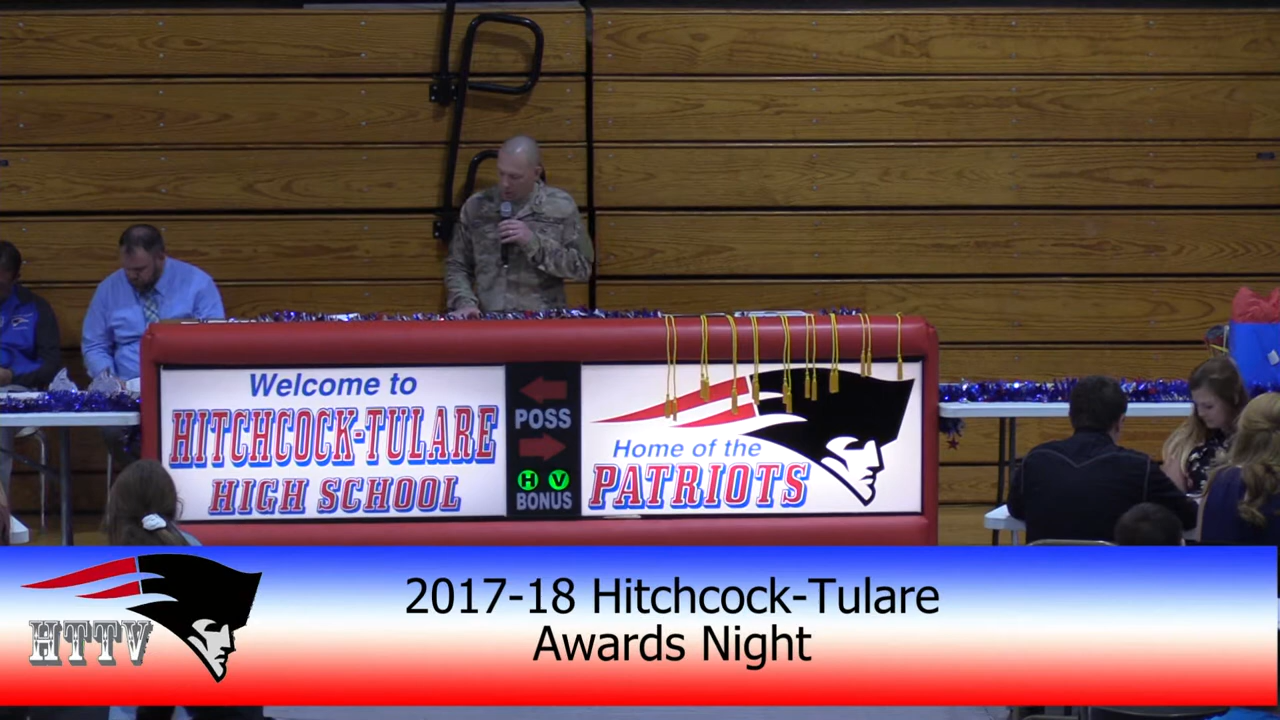 Welcome to
HITCHCOCK-TULARE
HIGH SCHOOL
POSS
H V
BONUS
Home of the
PATRIOTS
HTTV
2017-18 Hitchcock-Tulare
Awards Night